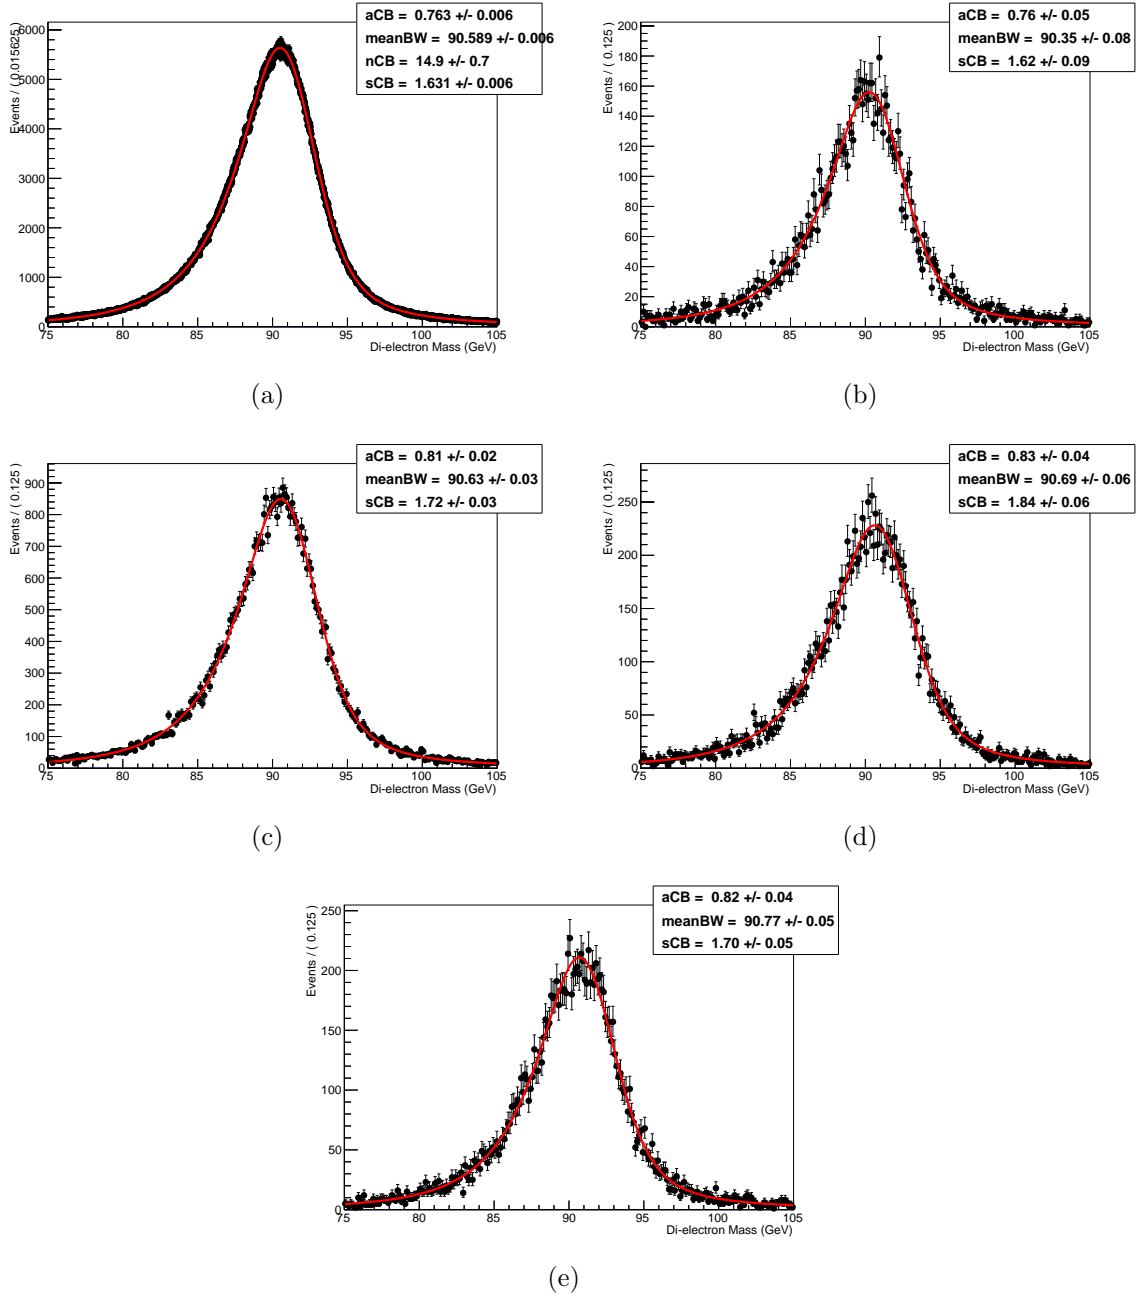 aCB = 0.763 +/- 0.006
meanBW = 90.589 +/- 0.006
nCB = 14.9 +/- 0.7
sCB = 1.631 +/- 0.006
Events / ( 0.015625)
6000
5000
4000
3000
2000
1000
0
75 80 85 90 95 100 105
Di-electron Mass (GeV)
(a)
aCB = 0.76 +/- 0.05
meanBW = 90.35 +/- 0.08
sCB = 1.62 +/- 0.09
Events / ( 0.125)
200
180
160
140
120
100
80
60
40
20
0
75 80 85 90 95 100 105
Di-electron Mass (GeV)
(b)
aCB = 0.81 +/- 0.02
meanBW = 90.63 +/- 0.03
sCB = 1.72 +/- 0.03
Events / ( 0.125)
900
800
700
600
500
400
300
200
100
0
75 80 85 90 95 100 105
Di-electron Mass (GeV)
(c)
aCB = 0.83 +/- 0.04
meanBW = 90.69 +/- 0.06
sCB = 1.84 +/- 0.06
Events / ( 0.125)
250
200
150
100
50
0
75 80 85 90 95 100 105
Di-electron Mass (GeV)
(d)
aCB = 0.82 +/- 0.04
meanBW = 90.77 +/- 0.05
sCB = 1.70 +/- 0.05
Events / ( 0.125 )
250
200
150
100
50
0
75 80 85 90 95 100 105
Di-electron Mass (GeV)
(e)